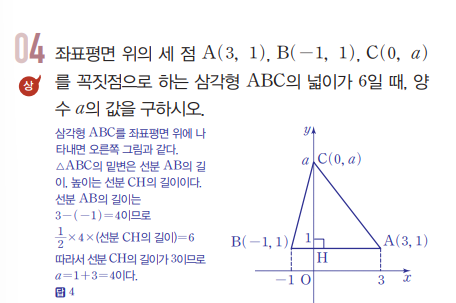 04 좌표평면 위의 세 점 A(3, 1), B(-1, 1), C(0, a)
상 를 꼭짓점으로 하는 삼각형 ABC의 넓이가 6일 때, 양
수 a의 값을 구하시오.
삼각형 ABC를 좌표평면 위에 나
타내면 오른쪽 그림과 같다.
△ABC의 밑변은 선분 AB의 길
이, 높이는 선분 CH의 길이이다.
선분 AB의 길이는
3-(-1)=4이므로
1/2×4×(선분 CH의 길이)=6
따라서 선분 CH의 길이가 3이므로
a=1+3=4이다.
답 4
y
a C(0, a)
B(-1, 1) 1 A(3, 1)
H
-1 O 3 x